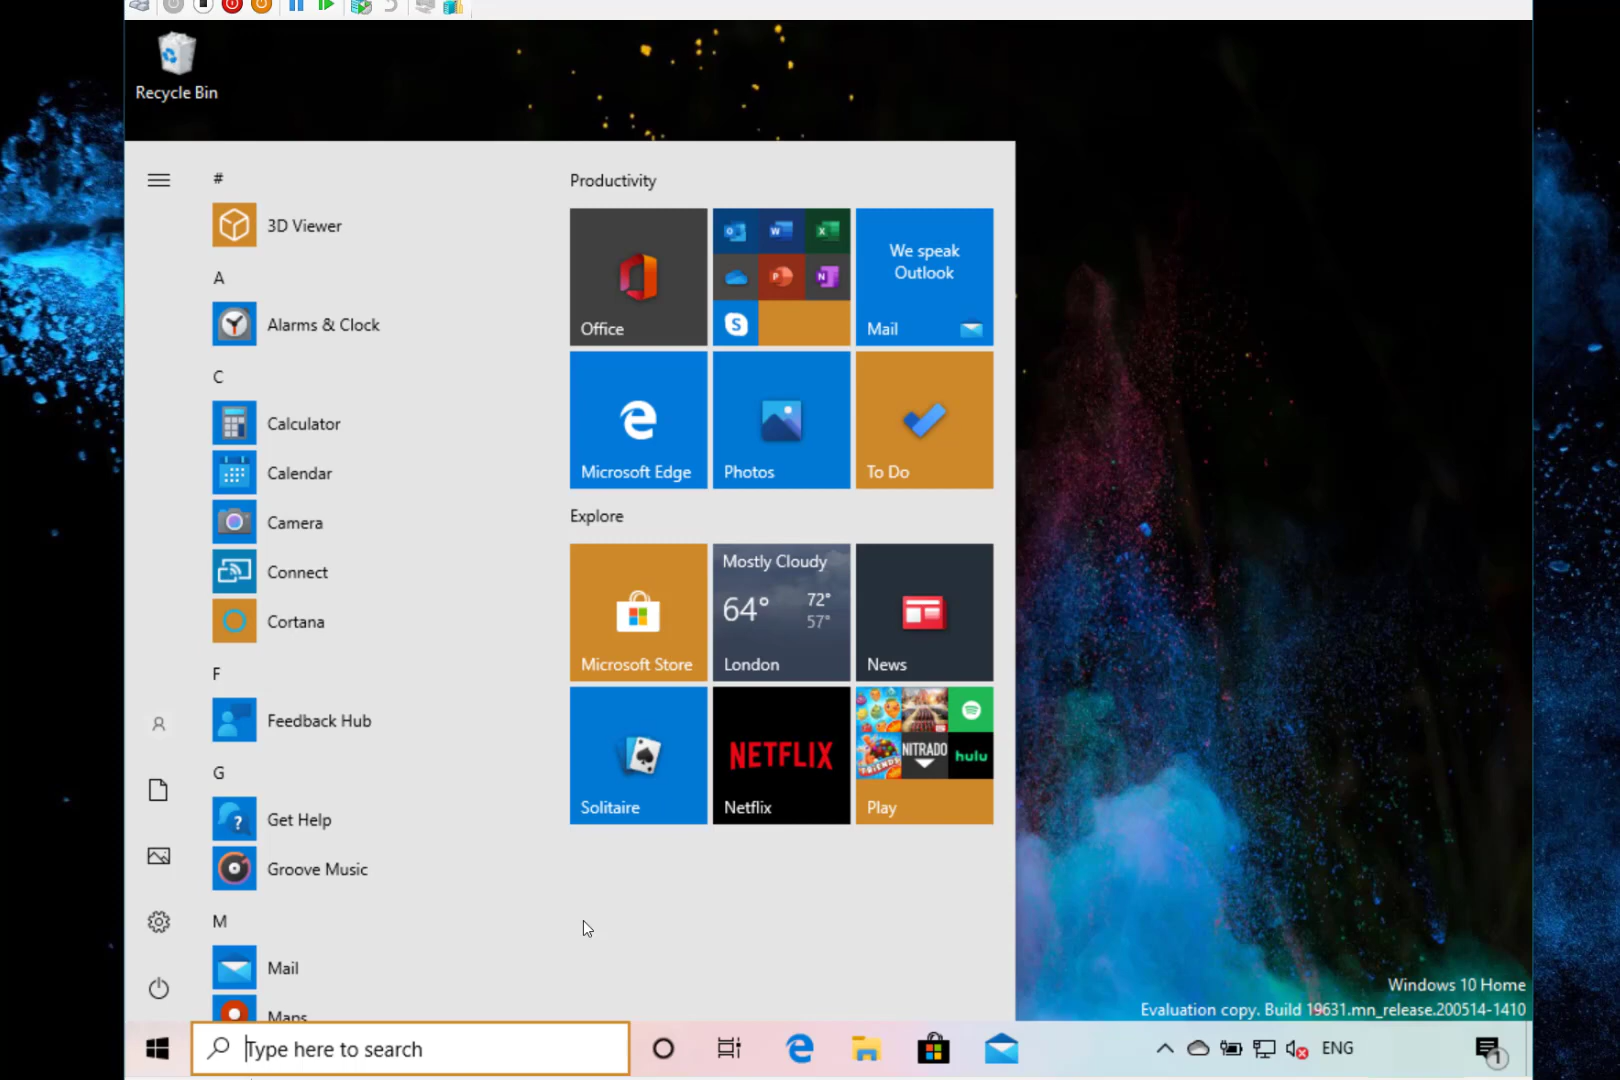 Recycle Bin
#
3D Viewer
A
Alarms & Clock
C
Calculator
Calendar
Camera
Connect
Cortana
F
Feedback Hub
G
Get Help
Groove Music
M
Mail
Maps
Productivity
Office
We speak
Outlook
Mail
Microsoft Edge
Photos
To Do
Explore
Microsoft Store
Mostly Cloudy
64° 72°
57°
London
News
Solitaire
NETFLIX
Netflix
FRIENDS
NITRADO
hulu
Play
Windows 10 Home
Evaluation copy. Build 19631.mn_release.200514-1410
Type here to search
ENG
1